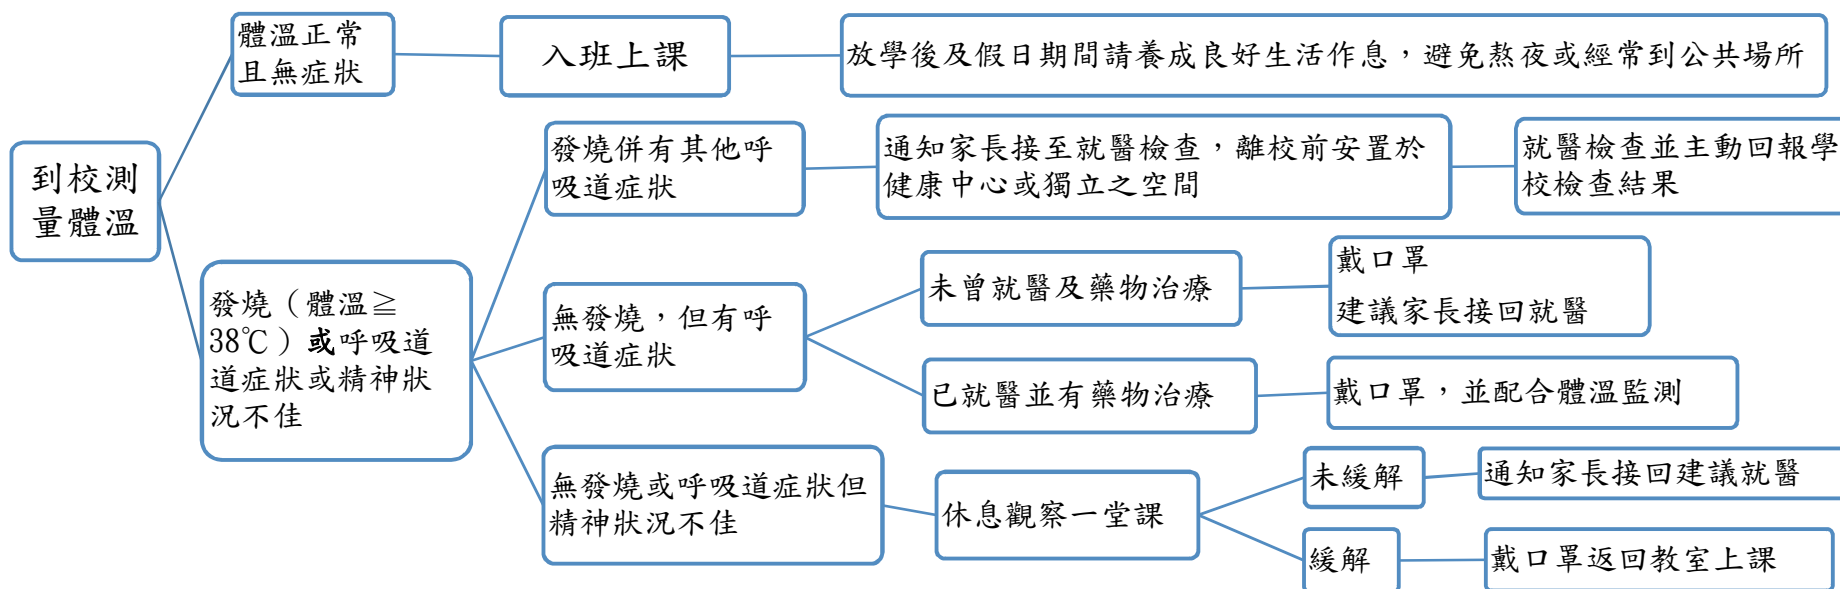 到校測
量體溫
體溫正常
且無症狀
入班上課
放學後及假日期間請養成良好生活作息，避免熬夜或經常到公共場所
發燒（體溫≧
38℃）或呼吸道
道症狀或精神狀
況不佳
發燒併有其他呼
吸道症狀
通知家長接至就醫檢查，離校前安置於
健康中心或獨立之空間
就醫檢查並主動回報學
校檢查結果
無發燒，但有呼
吸道症狀
未曾就醫及藥物治療
戴口罩
建議家長接回就醫
已就醫並有藥物治療
戴口罩，並配合體溫監測
無發燒或呼吸道症狀但
精神狀況不佳
休息觀察一堂課
未緩解
通知家長接回建議就醫
緩解
戴口罩返回教室上課